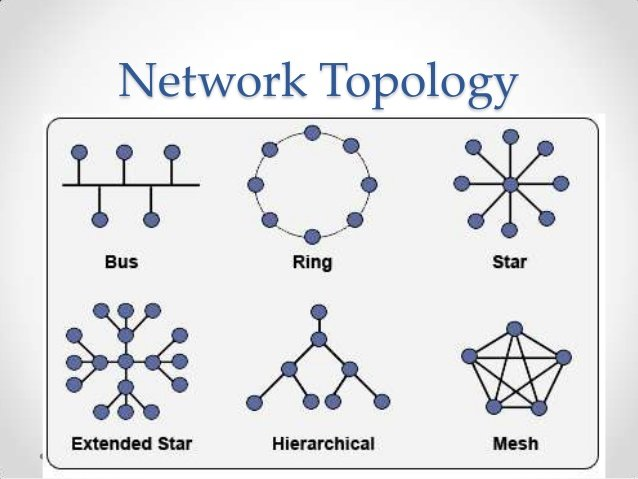 Network Topology
Bus
Ring
Star
Extended Star
Hierarchical
Mesh